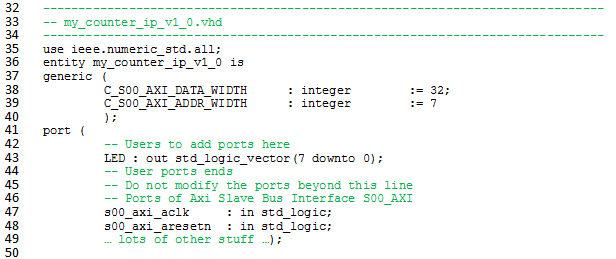 32 --------------------------------------------------------------------------------
33 -- my_counter_ip_v1_0.vhd
34 --------------------------------------------------------------------------------
35 use ieee.numeric_std.all;
36 entity my_counter_ip_v1_0 is
37 generic (
38 C_S00_AXI_DATA_WIDTH : integer := 32;
39 C_S00_AXI_ADDR_WIDTH : integer := 7
40 );
41 port (
42 -- Users to add ports here
43 LED : out std_logic_vector(7 downto 0);
44 -- User ports ends
45 -- Do not modify the ports beyond this line
46 -- Ports of Axi Slave Bus Interface S00_AXI
47 s00_axi_aclk : in std_logic;
48 s00_axi_aresetn : in std_logic;
49 … lots of other stuff …);
50